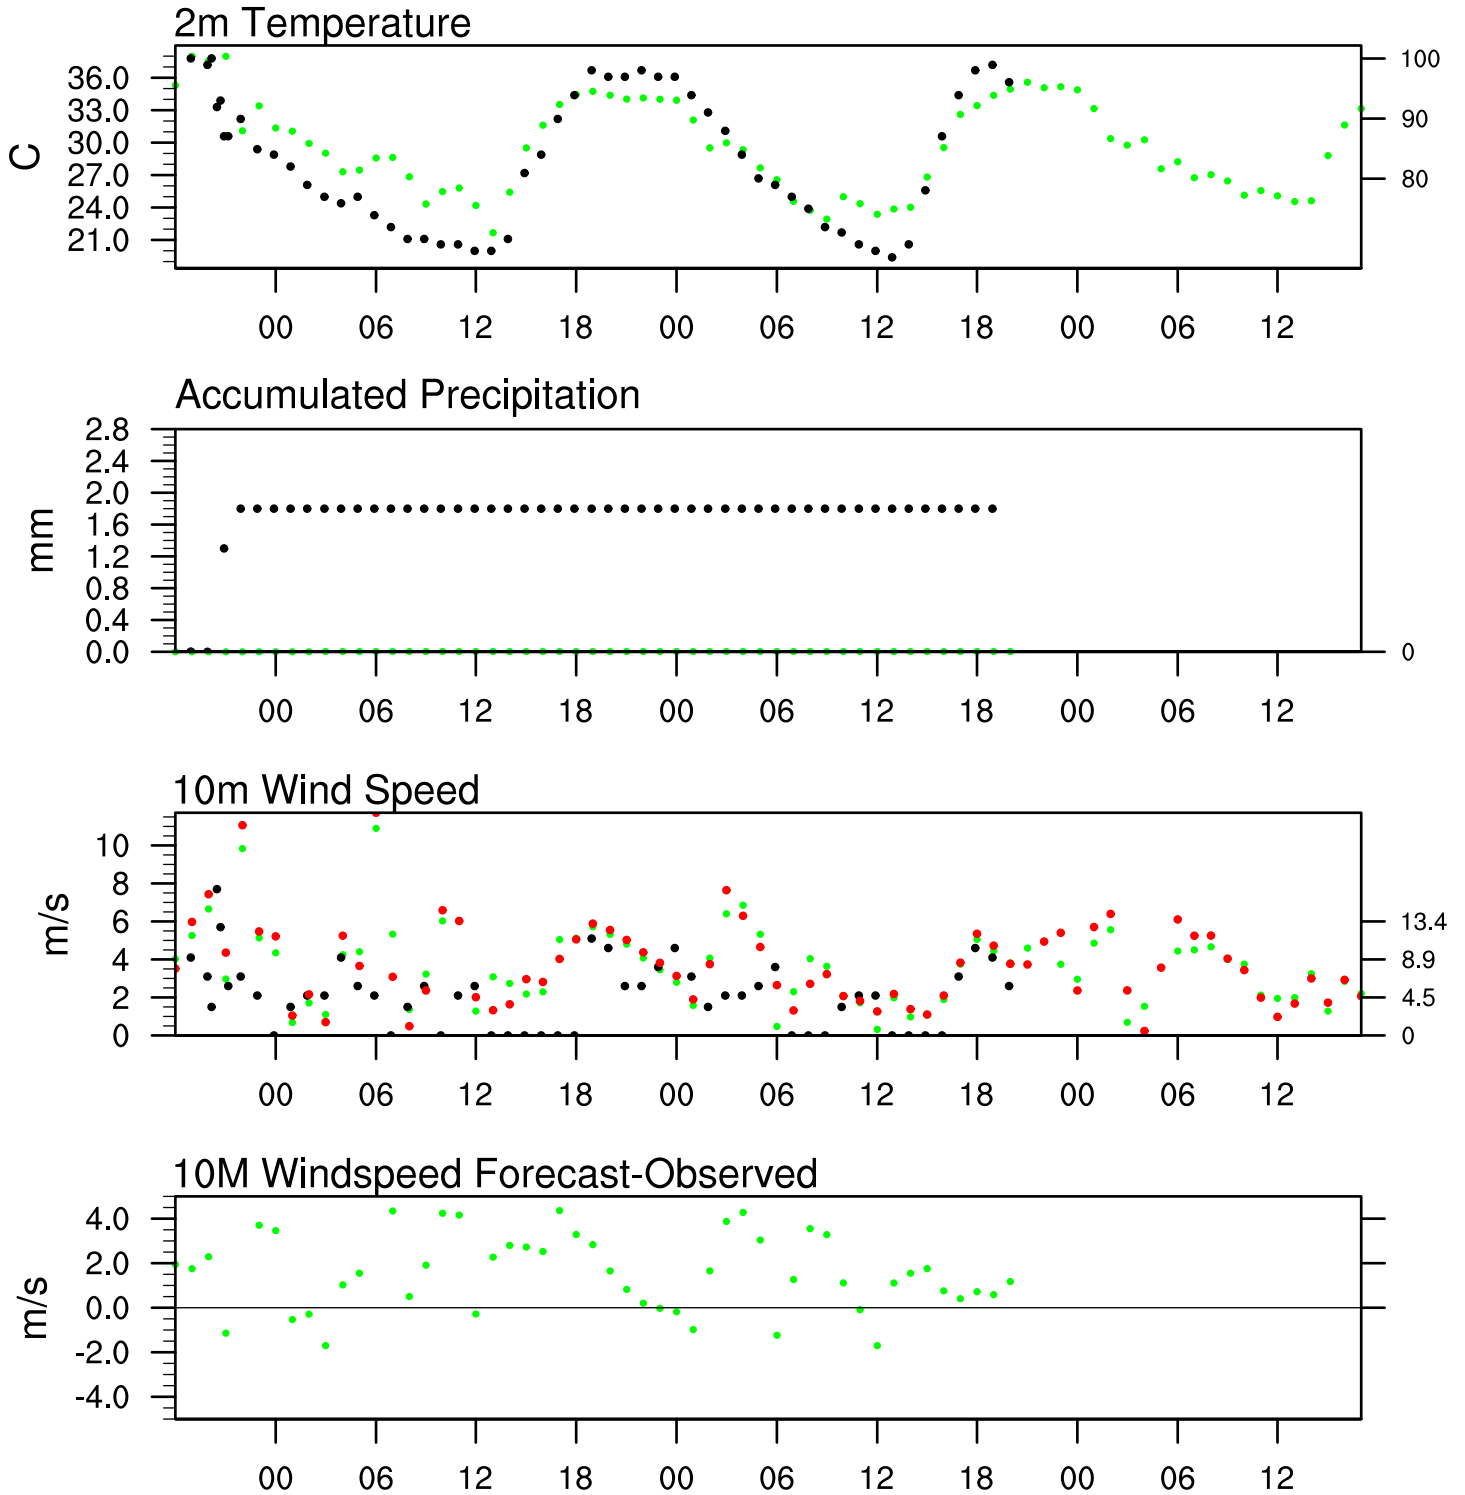 2m Temperature
36.0 100
33.0 90
30.0
27.0 80
24.0
21.0
C
00 06 12 18 00 06 12 18 00 06 12
Accumulated Precipitation
2.8
2.4
2.0
1.6
1.2
0.8
0.4
0.0 0
mm
00 06 12 18 00 06 12 18 00 06 12
10m Wind Speed
10
8
6 13.4
4 8.9
2 4.5
0 0
m/s
00 06 12 18 00 06 12 18 00 06 12
10M Windspeed Forecast-Observed
4.0
2.0
0.0
-2.0
-4.0
m/s
00 06 12 18 00 06 12 18 00 06 12